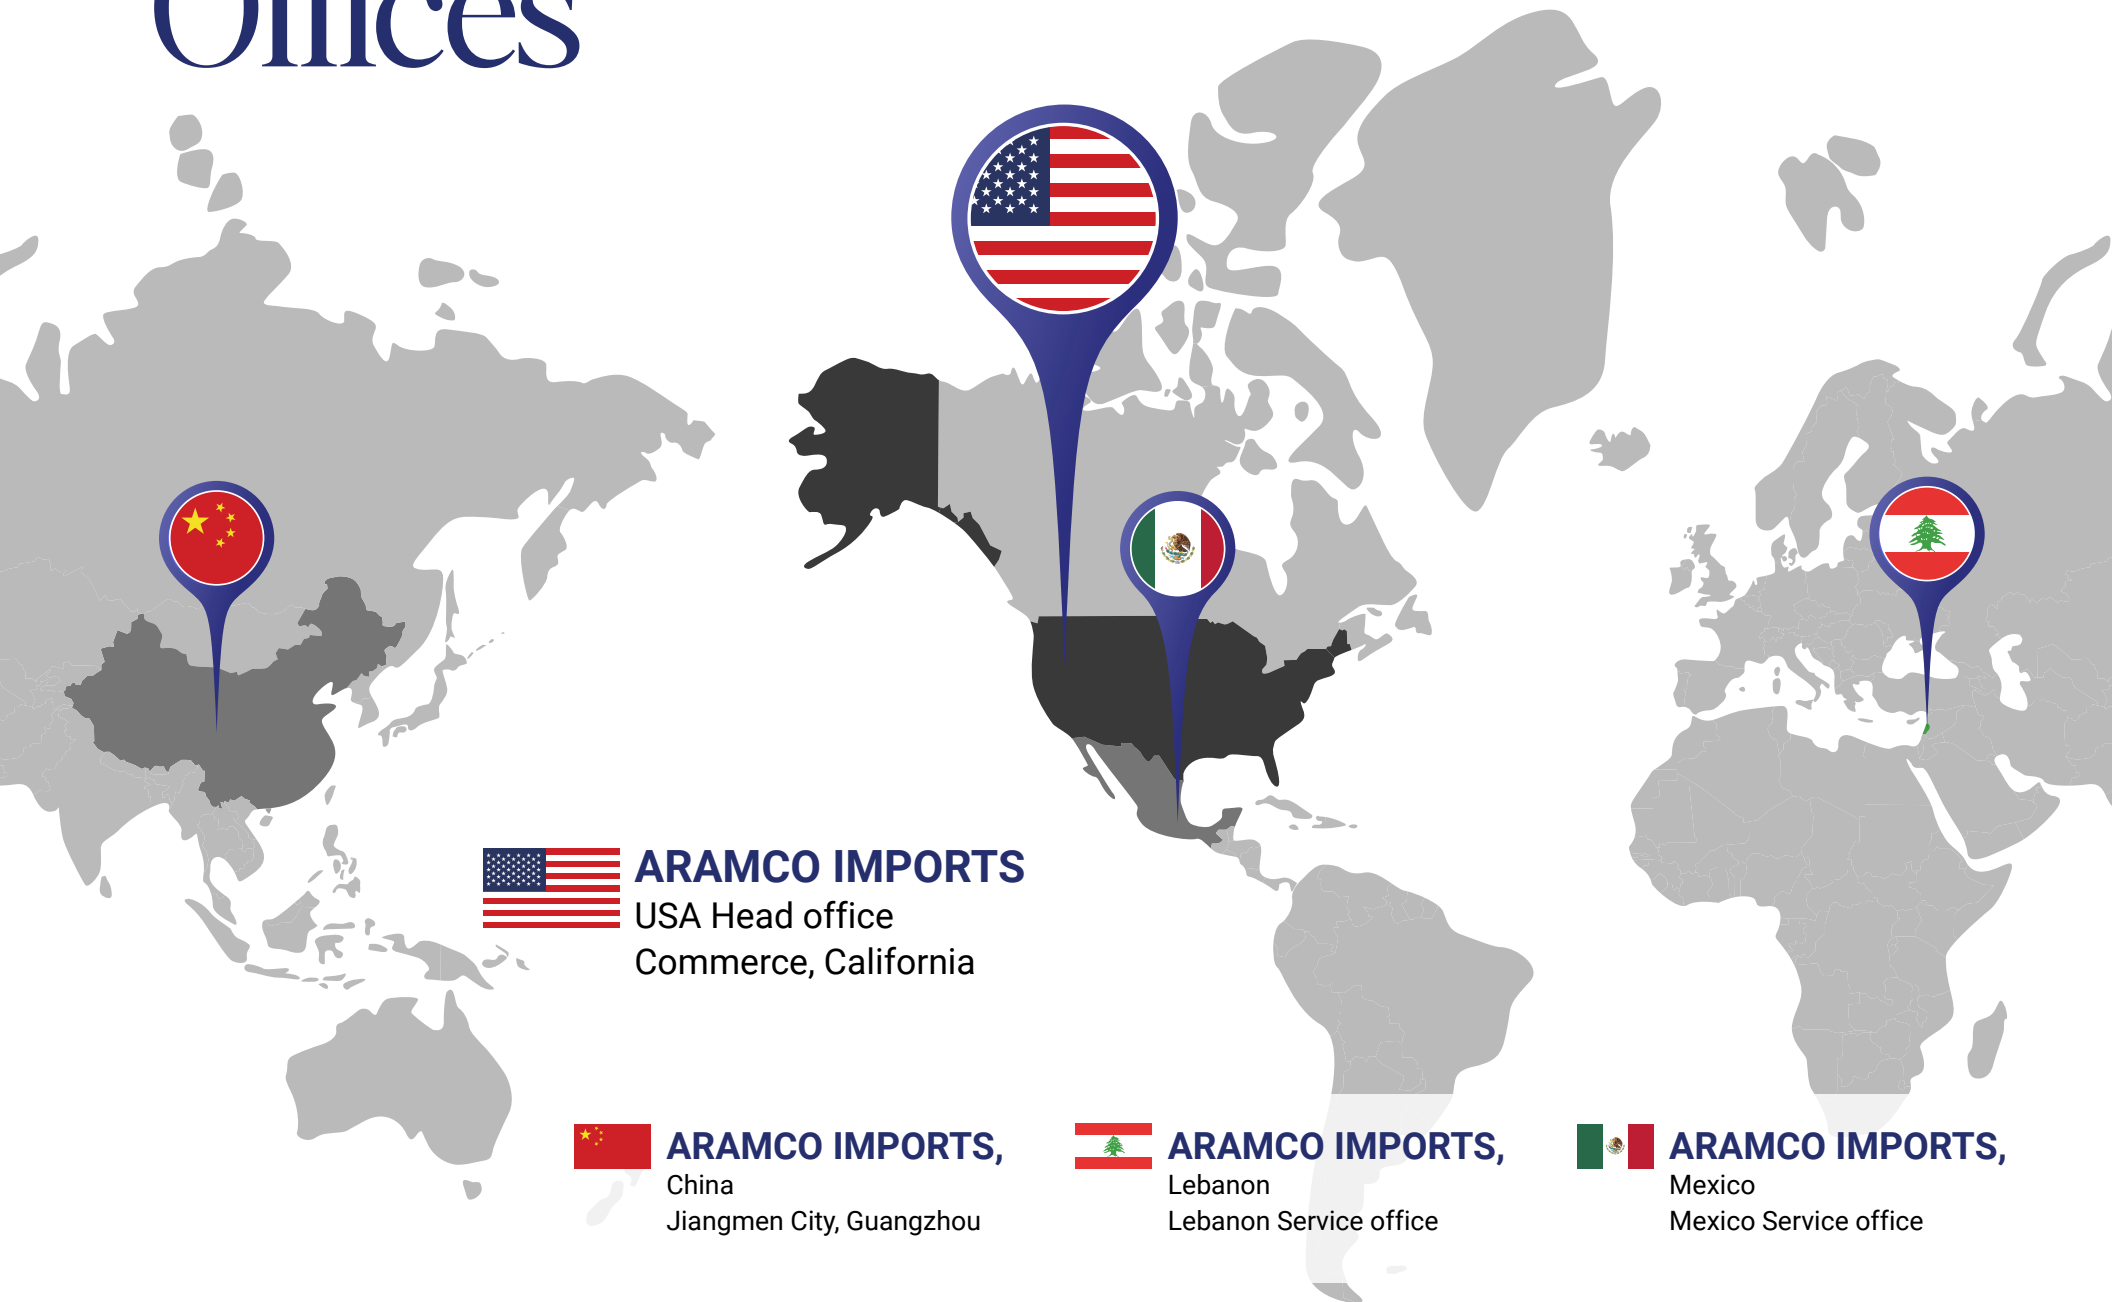 Offices
ARAMCO IMPORTS
USA Head office
Commerce, California
ARAMCO IMPORTS,
China
Jiangmen City, Guangzhou
ARAMCO IMPORTS,
Lebanon
Lebanon Service office
ARAMCO IMPORTS,
Mexico
Mexico Service office